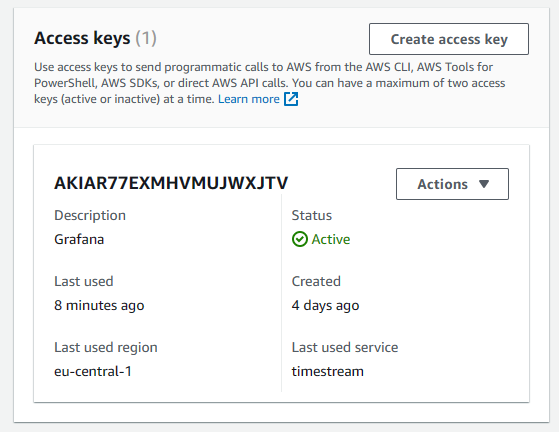 Access keys (1)
Create access key
Use access keys to send programmatic calls to AWS from the AWS CLI, AWS Tools for
PowerShell, AWS SDKs, or direct AWS API calls. You can have a maximum of two access
keys (active or inactive) at a time. Learn more
AKIAR77EXMHVMUJWXJTV
Actions
Description
Grafana
Status
Active
Last used
8 minutes ago
Created
4 days ago
Last used region
eu-central-1
Last used service
timestream